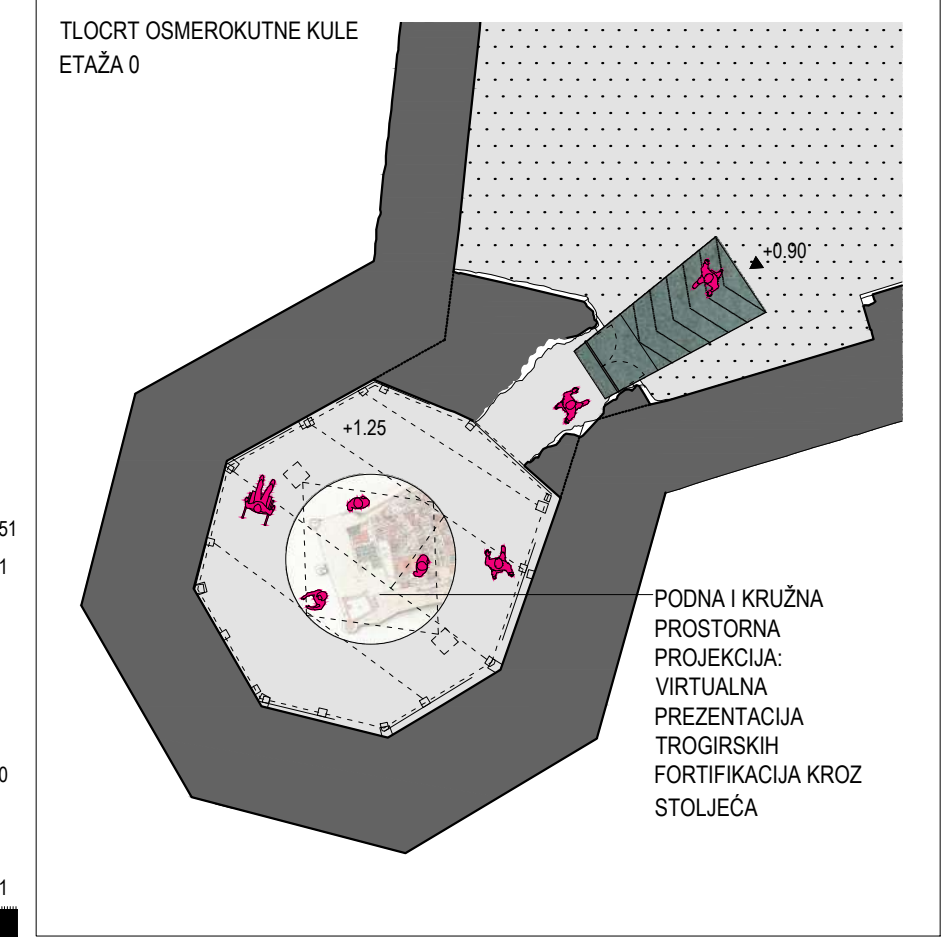 TLOCRT OSMEROKUTNE KULE
ETAŽA 0
+0.90
+1.25
51
1
PODNA I KRUŽNA
PROSTORNA
PROJEKCIJA:
VIRTUALNA
PREZENTACIJA
TROGIRSKIH
FORTIFIKACIJA KROZ
STOLJEĆA
0
1